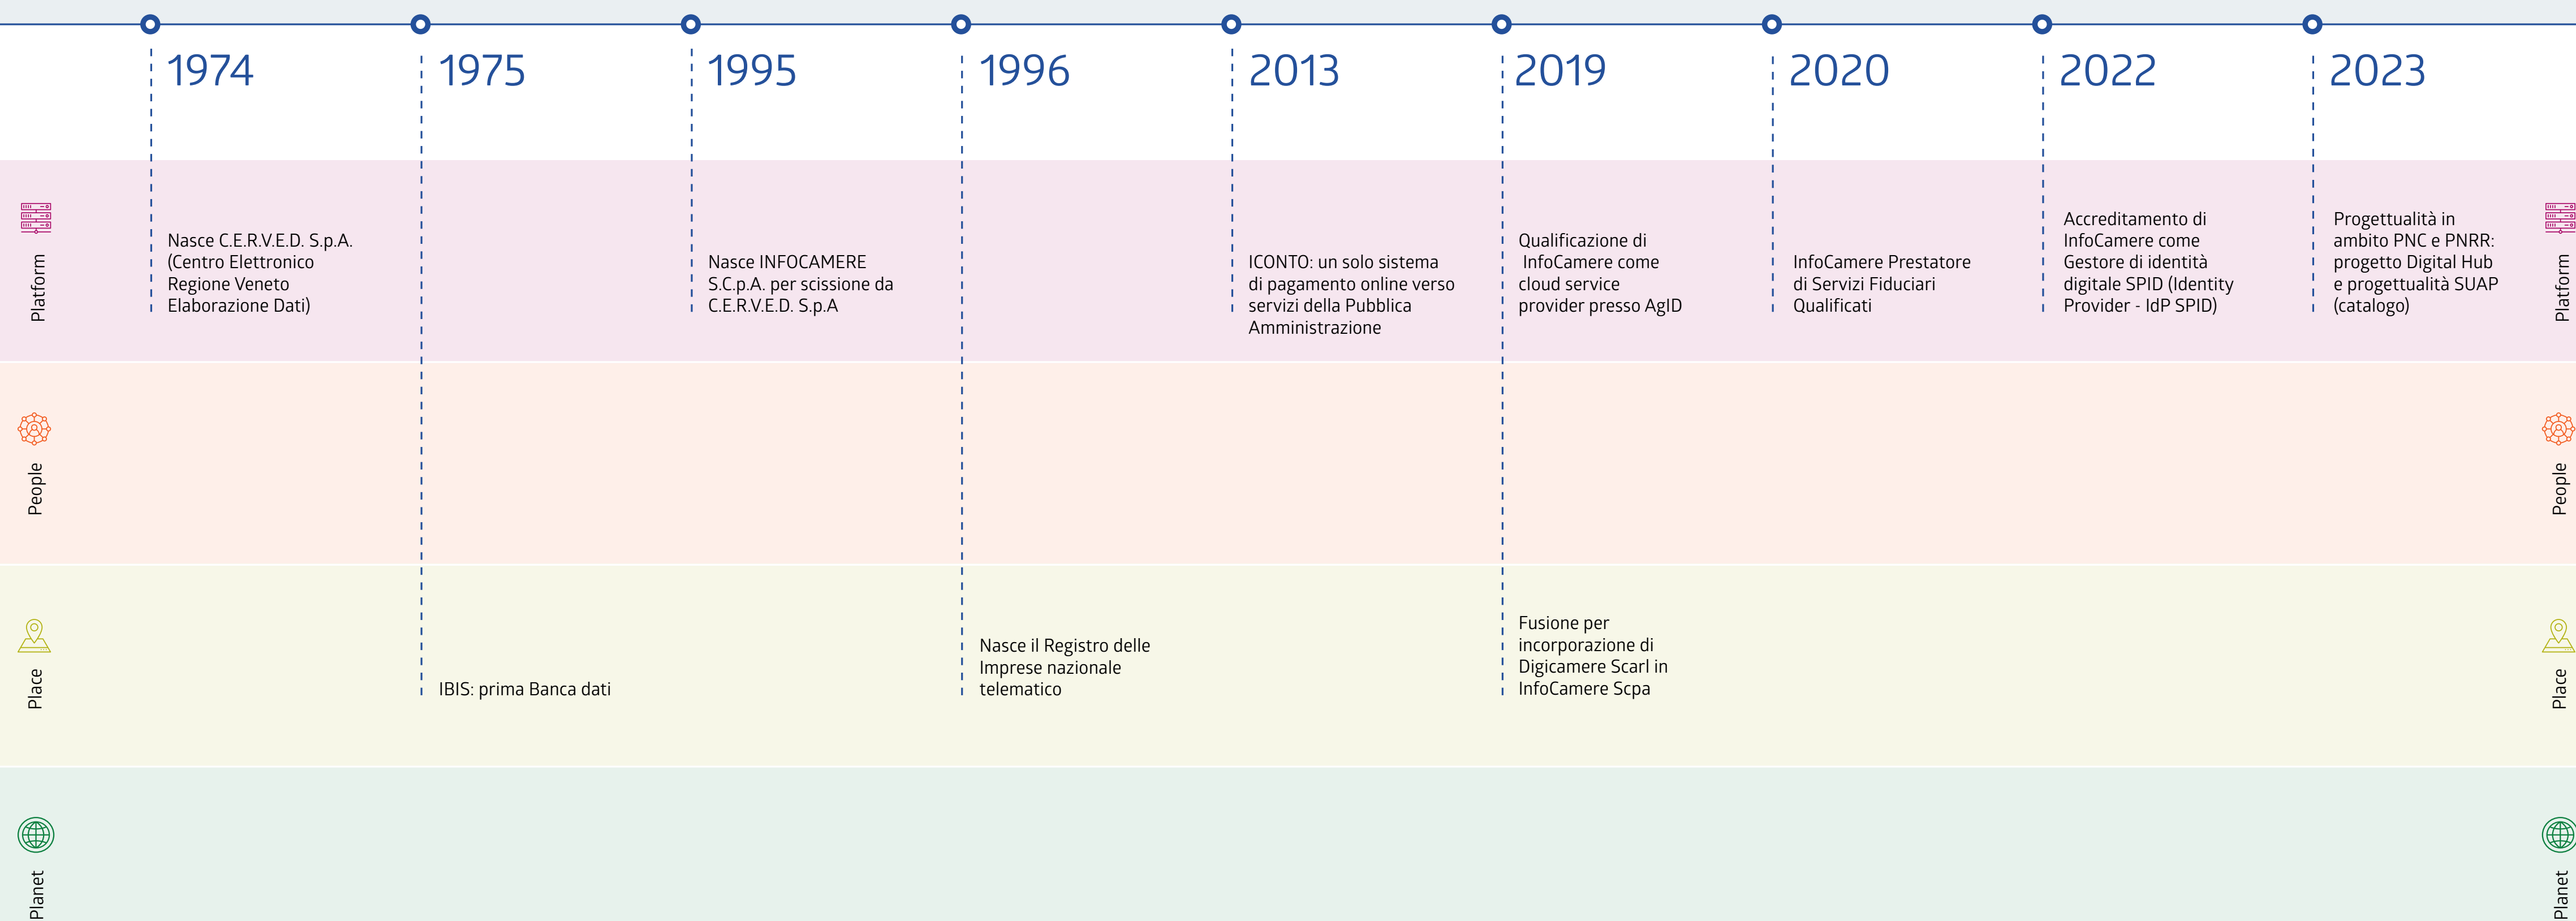 1974
1975
1995
1996
2013
2019
2020
2022
2023
Platform
Nasce C.E.R.V.E.D. S.p.A.
(Centro Elettronico
Regione Veneto
Elaborazione Dati)
Nasce INFOCAMERE
S.C.p.A. per scissione da
C.E.R.V.E.D. S.p.A
ICONTO: un solo sistema
di pagamento online verso
servizi della Pubblica
Amministrazione
Qualificazione di
InfoCamere come
cloud service
provider presso AgID
InfoCamere Prestatore
di Servizi Fiduciari
Qualificati
Accreditamento di
InfoCamere come
Gestore di identità
digitale SPID (Identity
Provider - IdP SPID)
Progettualità in
ambito PNC e PNRR:
progetto Digital Hub
e progettualità SUAP
(catalogo)
Platform
People
People
Place
IBIS: prima Banca dati
Nasce il Registro delle
Imprese nazionale
telematico
Fusione per
incorporazione di
Digicamere Scarl in
InfoCamere Scpa
Place
Planet
Planet